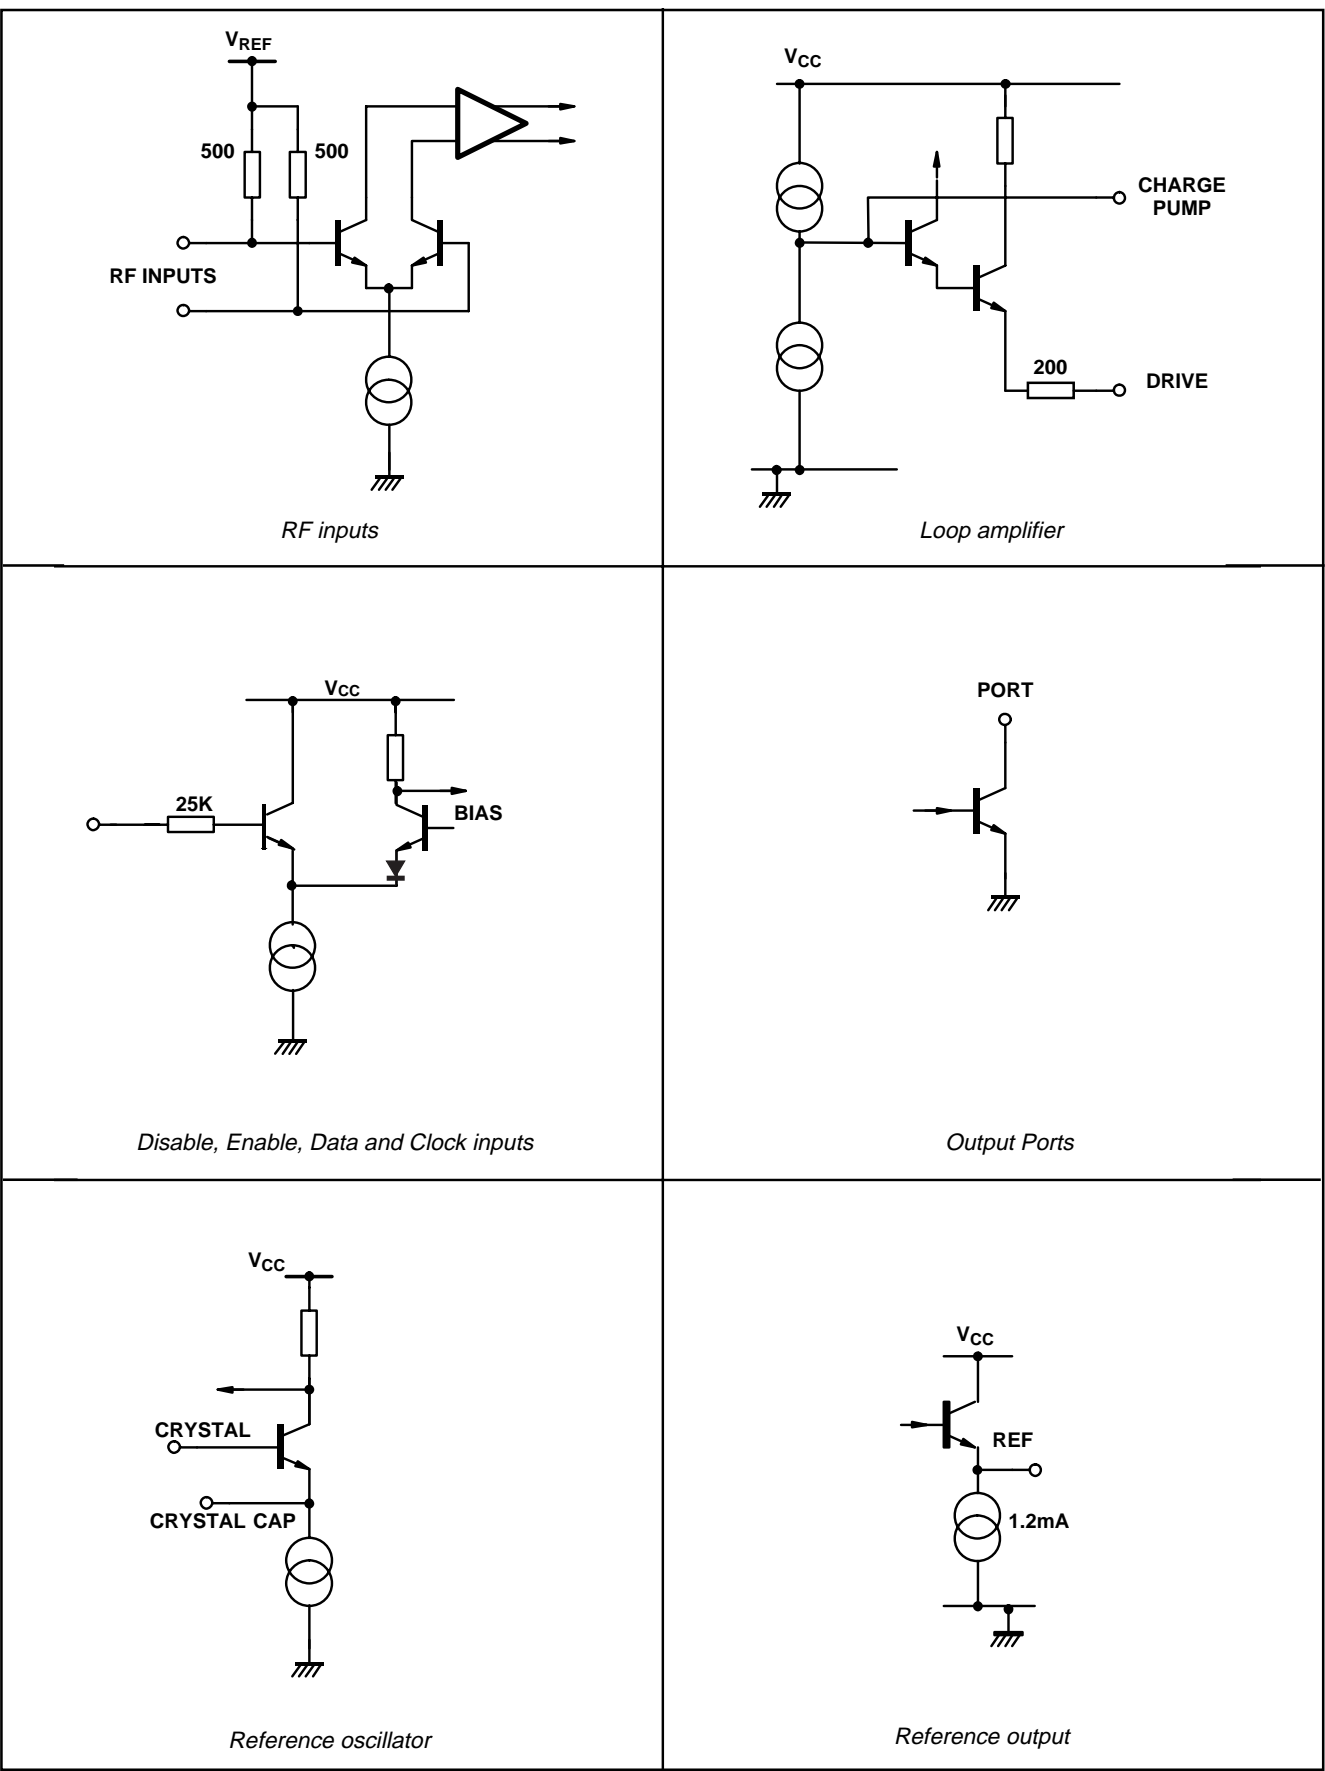 VREF
500
500
RF INPUTS
RF inputs
VCC
CHARGE
PUMP
200
DRIVE
Loop amplifier
VCC
25K
BIAS
Disable, Enable, Data and Clock inputs
PORT
Output Ports
VCC
CRYSTAL
CRYSTAL CAP
Reference oscillator
VCC
REF
1.2mA
Reference output